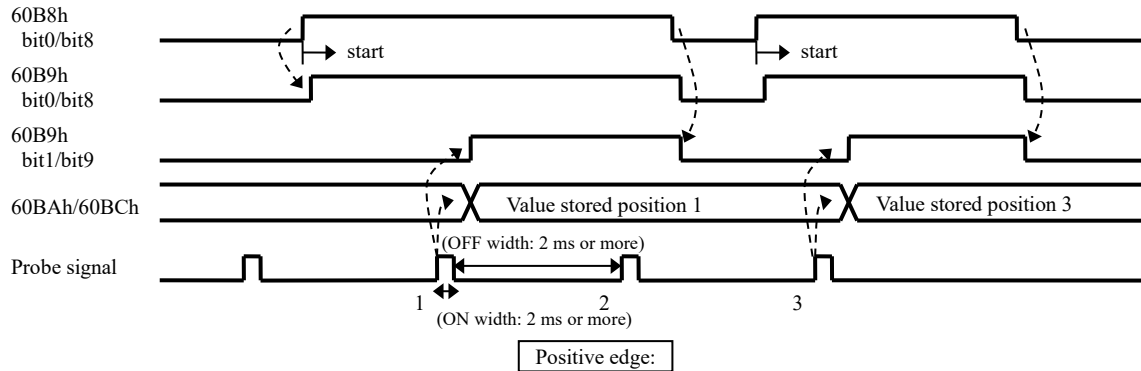 60B8h
bit0/bit8
start
start
60B9h
bit0/bit8
60B9h
bit1/bit9
60BAh/60BCh
Value stored position 1
Value stored position 3
(OFF width: 2 ms or more)
Probe signal
1
2
3
(ON width: 2 ms or more)
Positive edge: